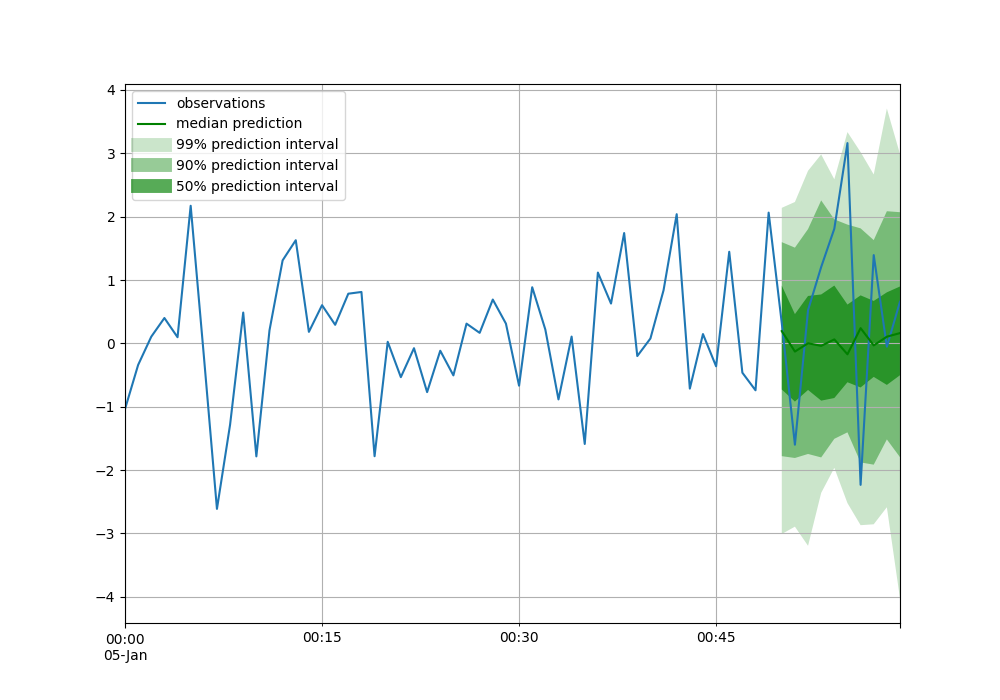 4
3
2
1
0
−1
−2
−3
−4
observations
median prediction
99% prediction interval
90% prediction interval
50% prediction interval
00:00 00:15 00:30 00:45
05-Jan